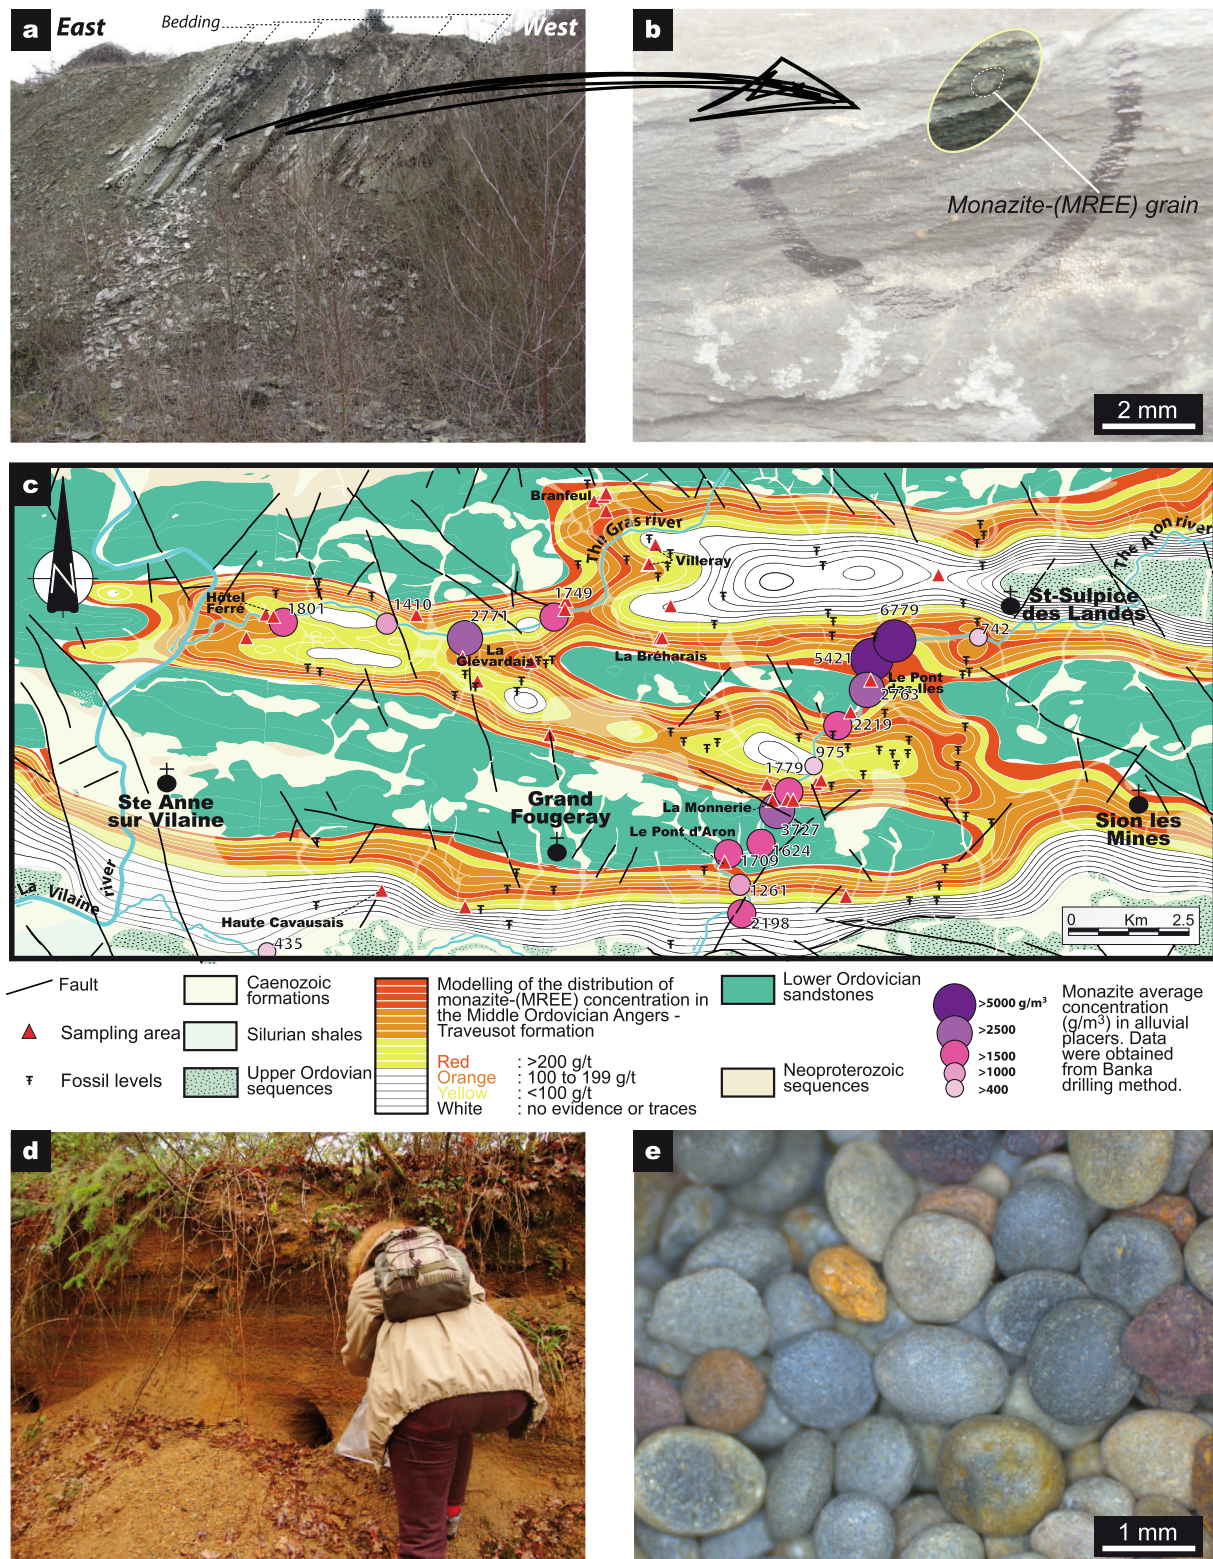 a
East
Bedding
West
b
Monazite-(MREE) grain
2 mm
c
Branfeul
The Gras river
Villeray
The Aron river
Hôtel
Ferré
1801
1410
2771
1749
La
Glévardais
La Bréharais
6779
5421
742
St-Sulpice
des Landes
Le Pont
des Iles
2763
2219
975
1779
La Monnerie
3727
Le Pont d'Aron
1624
1709
1261
2198
Ste Anne
sur Vilaine
Grand
Fougeray
Sion les
Mines
La Vilaine
river
Haute Cavausais
435
0 Km 2.5
Fault
Sampling area
Fossil levels
Caenozoic
formations
Silurian shales
Upper Ordovian
sequences
Modelling of the distribution of
monazite-(MREE) concentration in
the Middle Ordovician Angers -
Traveusot formation
Red : >200 g/t
Orange : 100 to 199 g/t
Yellow : <100 g/t
White : no evidence or traces
Lower Ordovician
sandstones
Neoproterozoic
sequences
>5000 g/m³
>2500
>1500
>1000
>400
Monazite average
concentration
(g/m³) in alluvial
placers. Data
were obtained
from Banka
drilling method.
d
e
1 mm